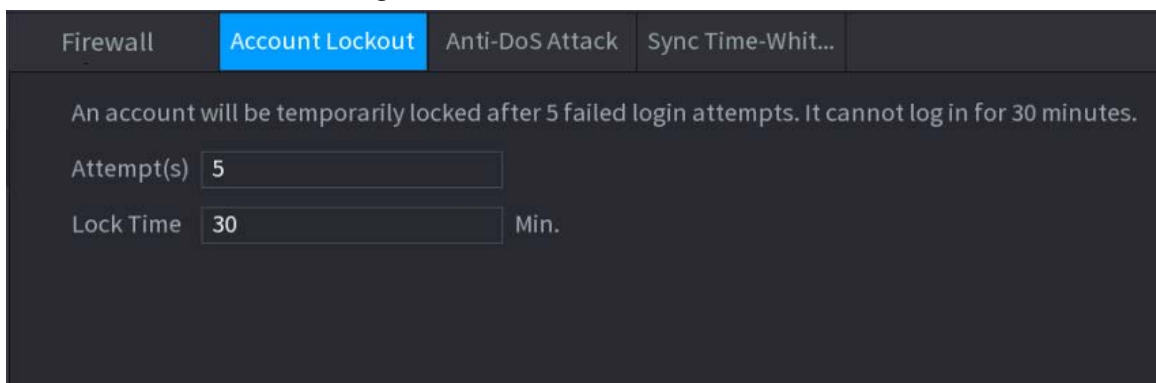 Firewall Account Lockout Anti-DoS Attack Sync Time-Whit...
An account will be temporarily locked after 5 failed login attempts. It cannot log in for 30 minutes.
Attempt(s) 5
Lock Time 30 Min.